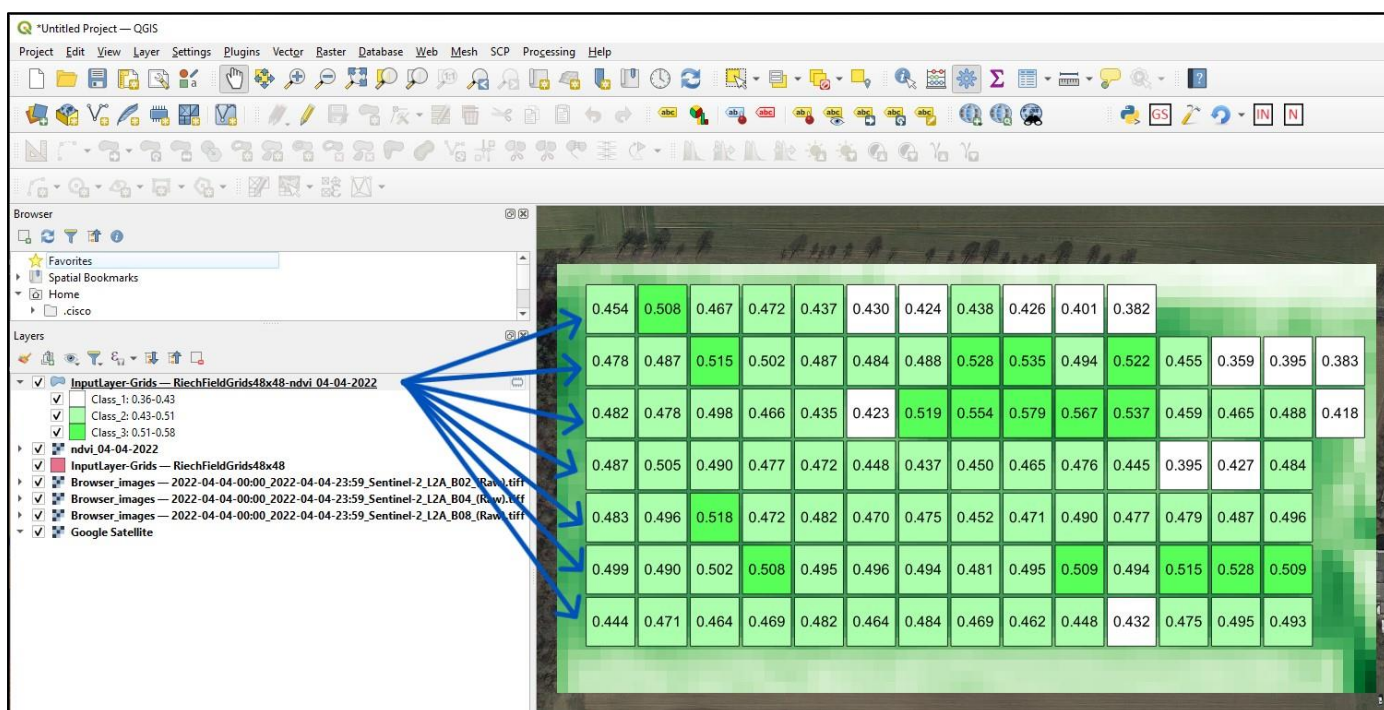 *Untitled Project — QGIS
Project Edit View Layer Settings Plugins Vector Raster Database Web Mesh SCP Processing Help
abc ab abc ab abc abc abc abc
GS IN N
Browser
Favorites
Spatial Bookmarks
Home
.cisco
Layers
InputLayer-Grids — RiechFieldGrids48x48-ndvi_04-04-2022
Class_1: 0.36-0.43
Class_2: 0.43-0.51
Class_3: 0.51-0.58
ndvi_04-04-2022
InputLayer-Grids — RiechFieldGrids48x48
Browser_images — 2022-04-04-00:00_2022-04-04-23:59_Sentinel-2_L2A_B02_(Raw).tiff
Browser_images — 2022-04-04-00:00_2022-04-04-23:59_Sentinel-2_L2A_B04_(Raw).tiff
Browser_images — 2022-04-04-00:00_2022-04-04-23:59_Sentinel-2_L2A_B08_(Raw).tiff
Google Satellite
0.454 0.508 0.467 0.472 0.437 0.430 0.424 0.438 0.426 0.401 0.382
0.478 0.487 0.515 0.502 0.487 0.484 0.488 0.528 0.535 0.494 0.522 0.455 0.359 0.395 0.383
0.482 0.478 0.498 0.466 0.435 0.423 0.519 0.554 0.579 0.567 0.537 0.459 0.465 0.488 0.418
0.487 0.505 0.490 0.477 0.472 0.448 0.437 0.450 0.465 0.476 0.445 0.395 0.427 0.484
0.483 0.496 0.518 0.472 0.482 0.470 0.475 0.452 0.471 0.490 0.477 0.479 0.487 0.496
0.499 0.490 0.502 0.508 0.495 0.496 0.494 0.481 0.495 0.509 0.494 0.515 0.528 0.509
0.444 0.471 0.464 0.469 0.482 0.464 0.484 0.469 0.462 0.448 0.432 0.475 0.495 0.493